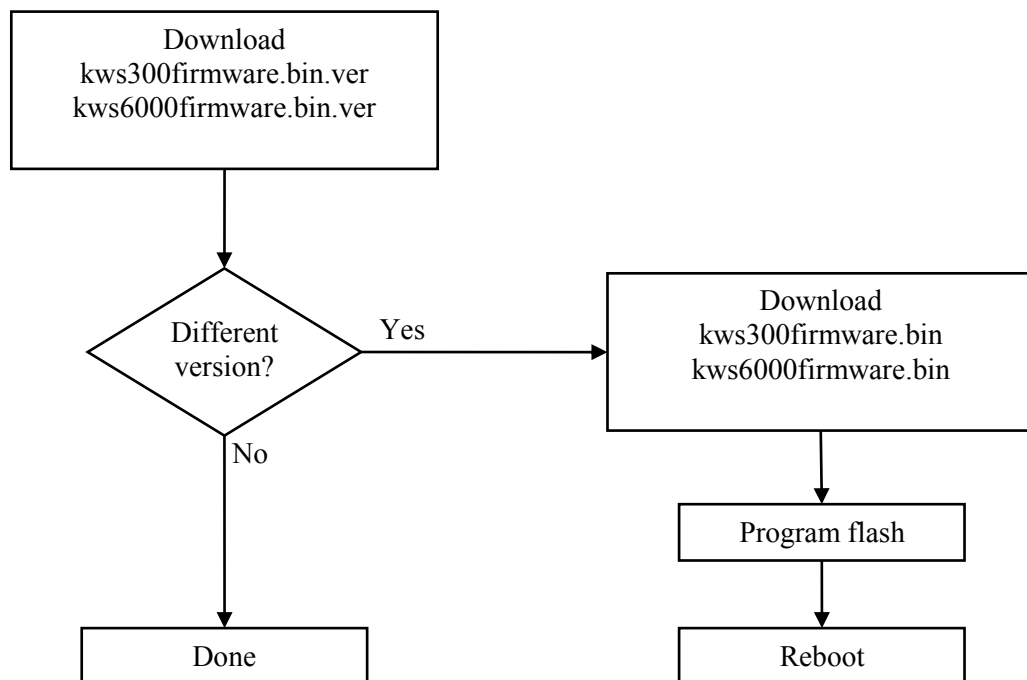 Download
kws300firmware.bin.ver
kws6000firmware.bin.ver
Different
version?
Yes
Download
kws300firmware.bin
kws6000firmware.bin
No
Program flash
Done
Reboot